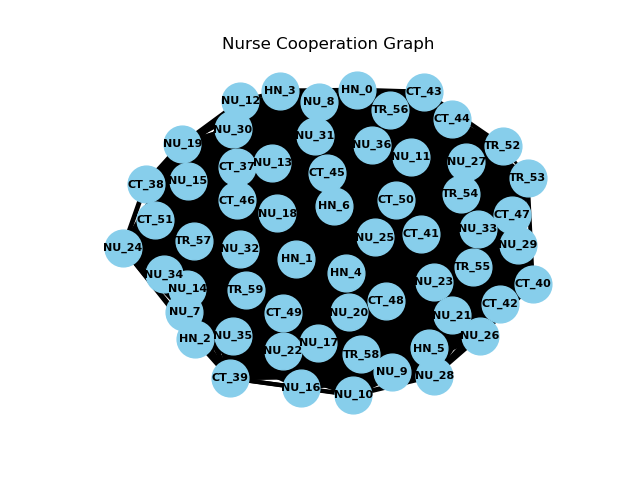 Nurse Cooperation Graph
HN_3 HN_0 CT_43
NU_12 NU_8 TR_56
NU_30 CT_44
NU_19 NU_31 NU_36 TR_52
CT_37 NU_13 NU_11 NU_27
CT_38 NU_15 CT_45 TR_53
CT_46 NU_18 HN_6 CT_50 TR_54
CT_51 CT_47
TR_57 NU_25 CT_41 NU_33
NU_24 NU_32 NU_29
HN_1
NU_34 HN_4 TR_55
NU_14 TR_59 NU_23 CT_40
NU_7 CT_49 NU_20 CT_48 NU_21 CT_42
HN_2 NU_35 NU_26
NU_22 NU_17 TR_58 HN_5
CT_39 NU_9 NU_28
NU_16 NU_10